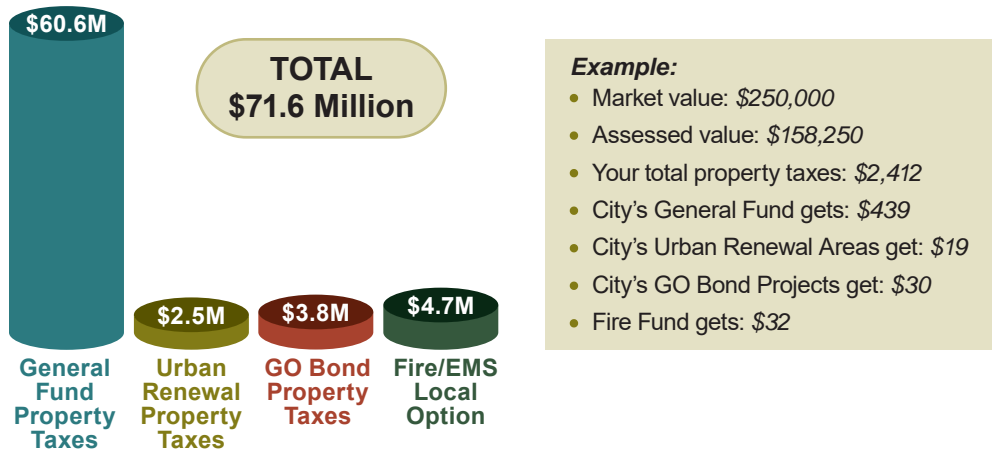 $60.6M
TOTAL
$71.6 Million
$2.5M
$3.8M
$4.7M
General
Fund
Property
Taxes
Urban
Renewal
Property
Taxes
GO Bond
Property
Taxes
Fire/EMS
Local
Option
Example:
• Market value: $250,000
• Assessed value: $158,250
• Your total property taxes: $2,412
• City’s General Fund gets: $439
• City’s Urban Renewal Areas get: $19
• City’s GO Bond Projects get: $30
• Fire Fund gets: $32